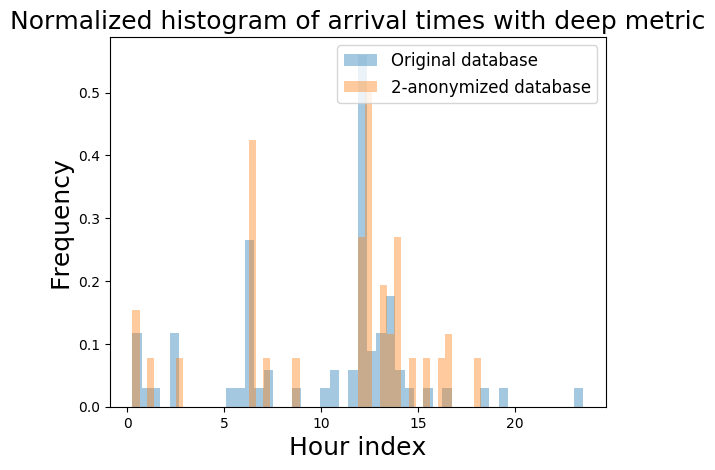 Normalized histogram of arrival times with deep metric
Original database
2-anonymized database
Frequency
0.5
0.4
0.3
0.2
0.1
0.0
0 5 10 15 20
Hour index